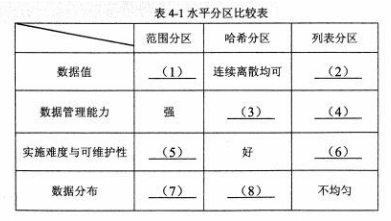 表 4-1 水平分区比较表
范围分区 哈希分区 列表分区
数据值 (1) 连续离散均可 (2)
数据管理能力 强 (3) (4)
实施难度与可维护性 (5) 好 (6)
数据分布 (7) (8) 不均匀